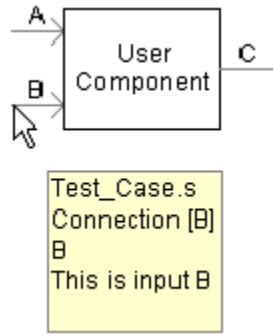 A
User
Component
C
B
Test_Case.s
Connection [B]
B
This is input B